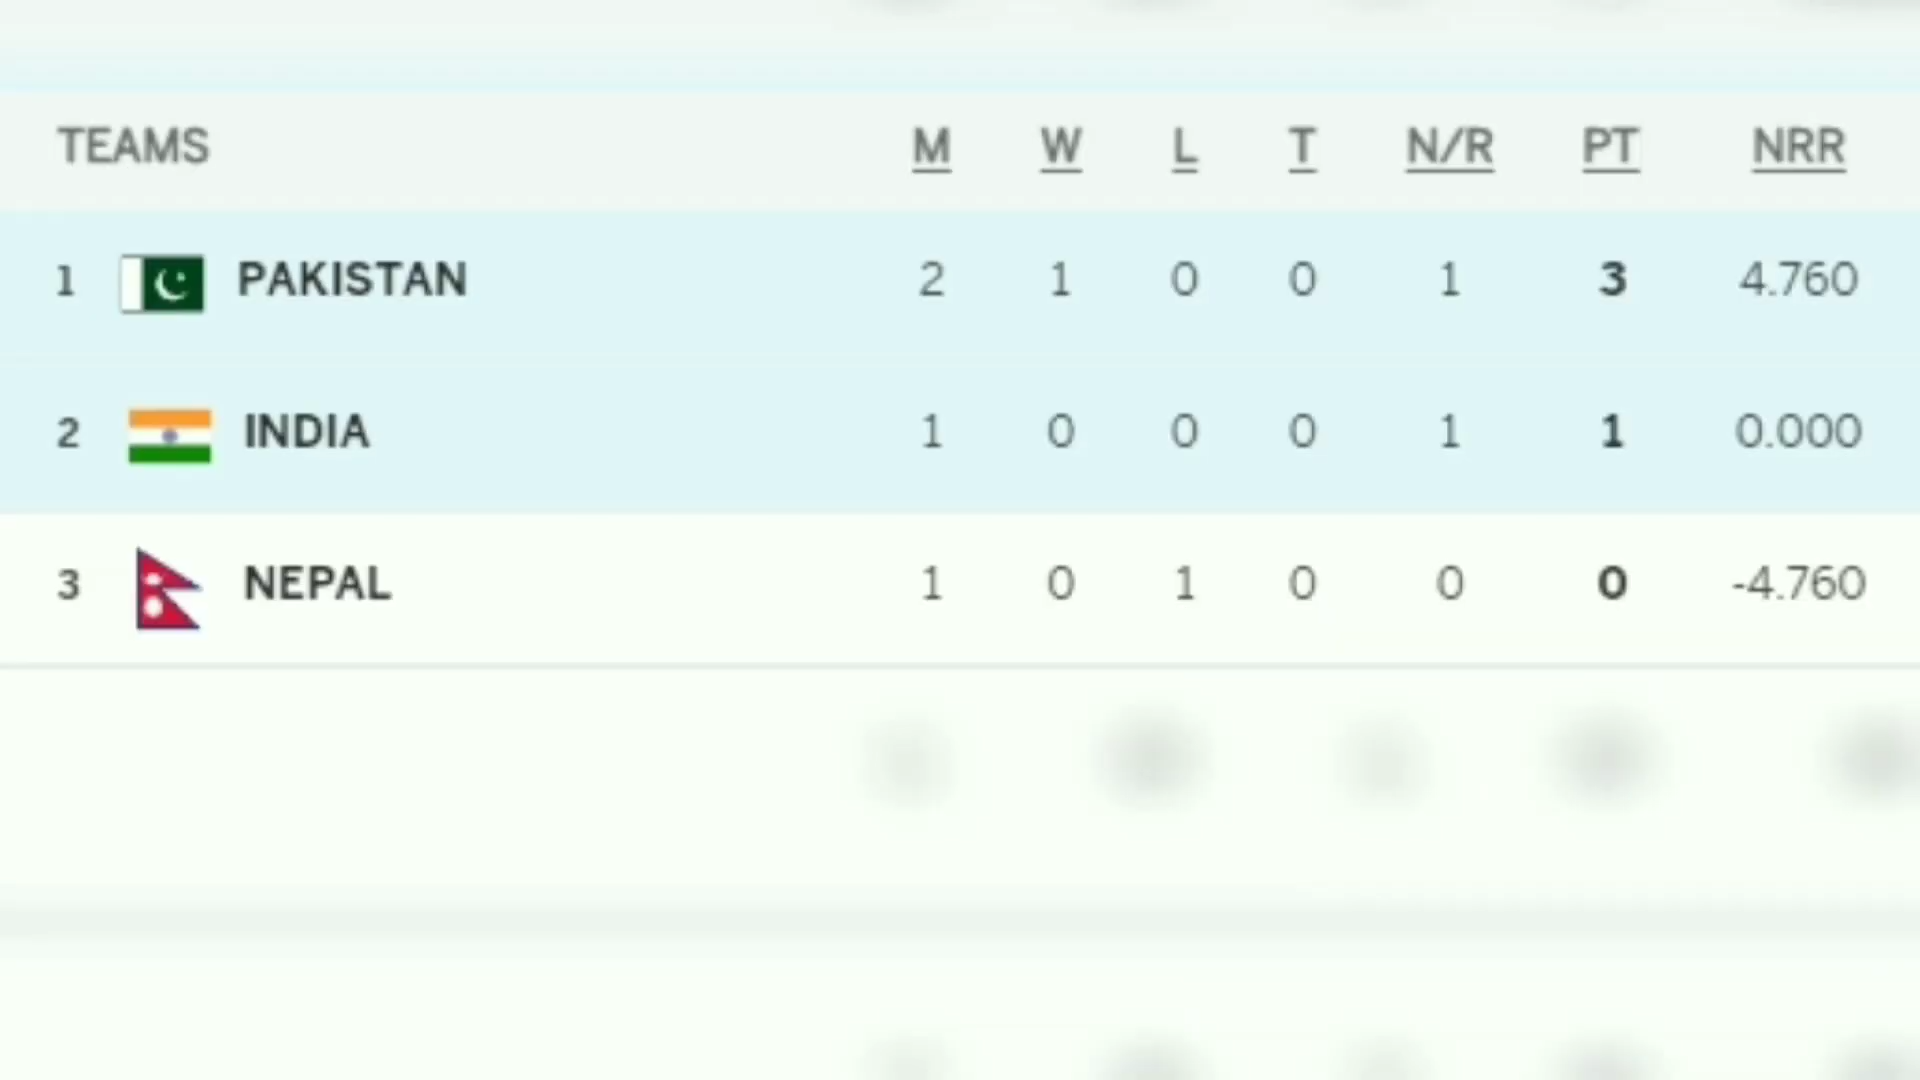 TEAMS M W L T N/R PT NRR
1 PAKISTAN 2 1 0 0 1 3 4.760
2 INDIA 1 0 0 0 1 1 0.000
3 NEPAL 1 0 1 0 0 0 -4.760